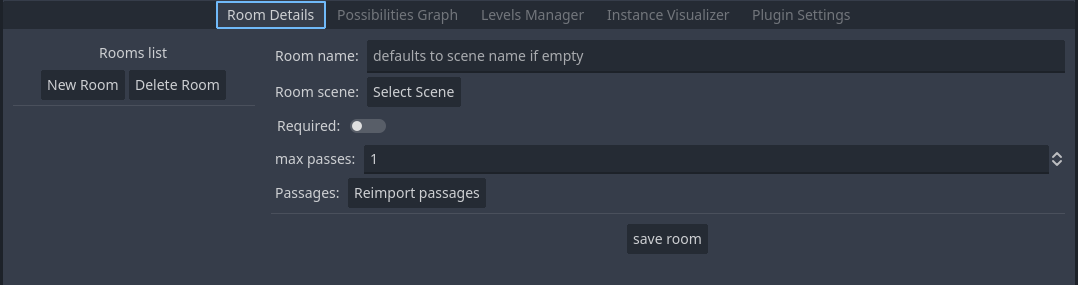 Room Details Possibilities Graph Levels Manager Instance Visualizer Plugin Settings
Rooms list
New Room Delete Room
Room name: defaults to scene name if empty
Room scene: Select Scene
Required:
max passes: 1
Passages: Reimport passages
save room